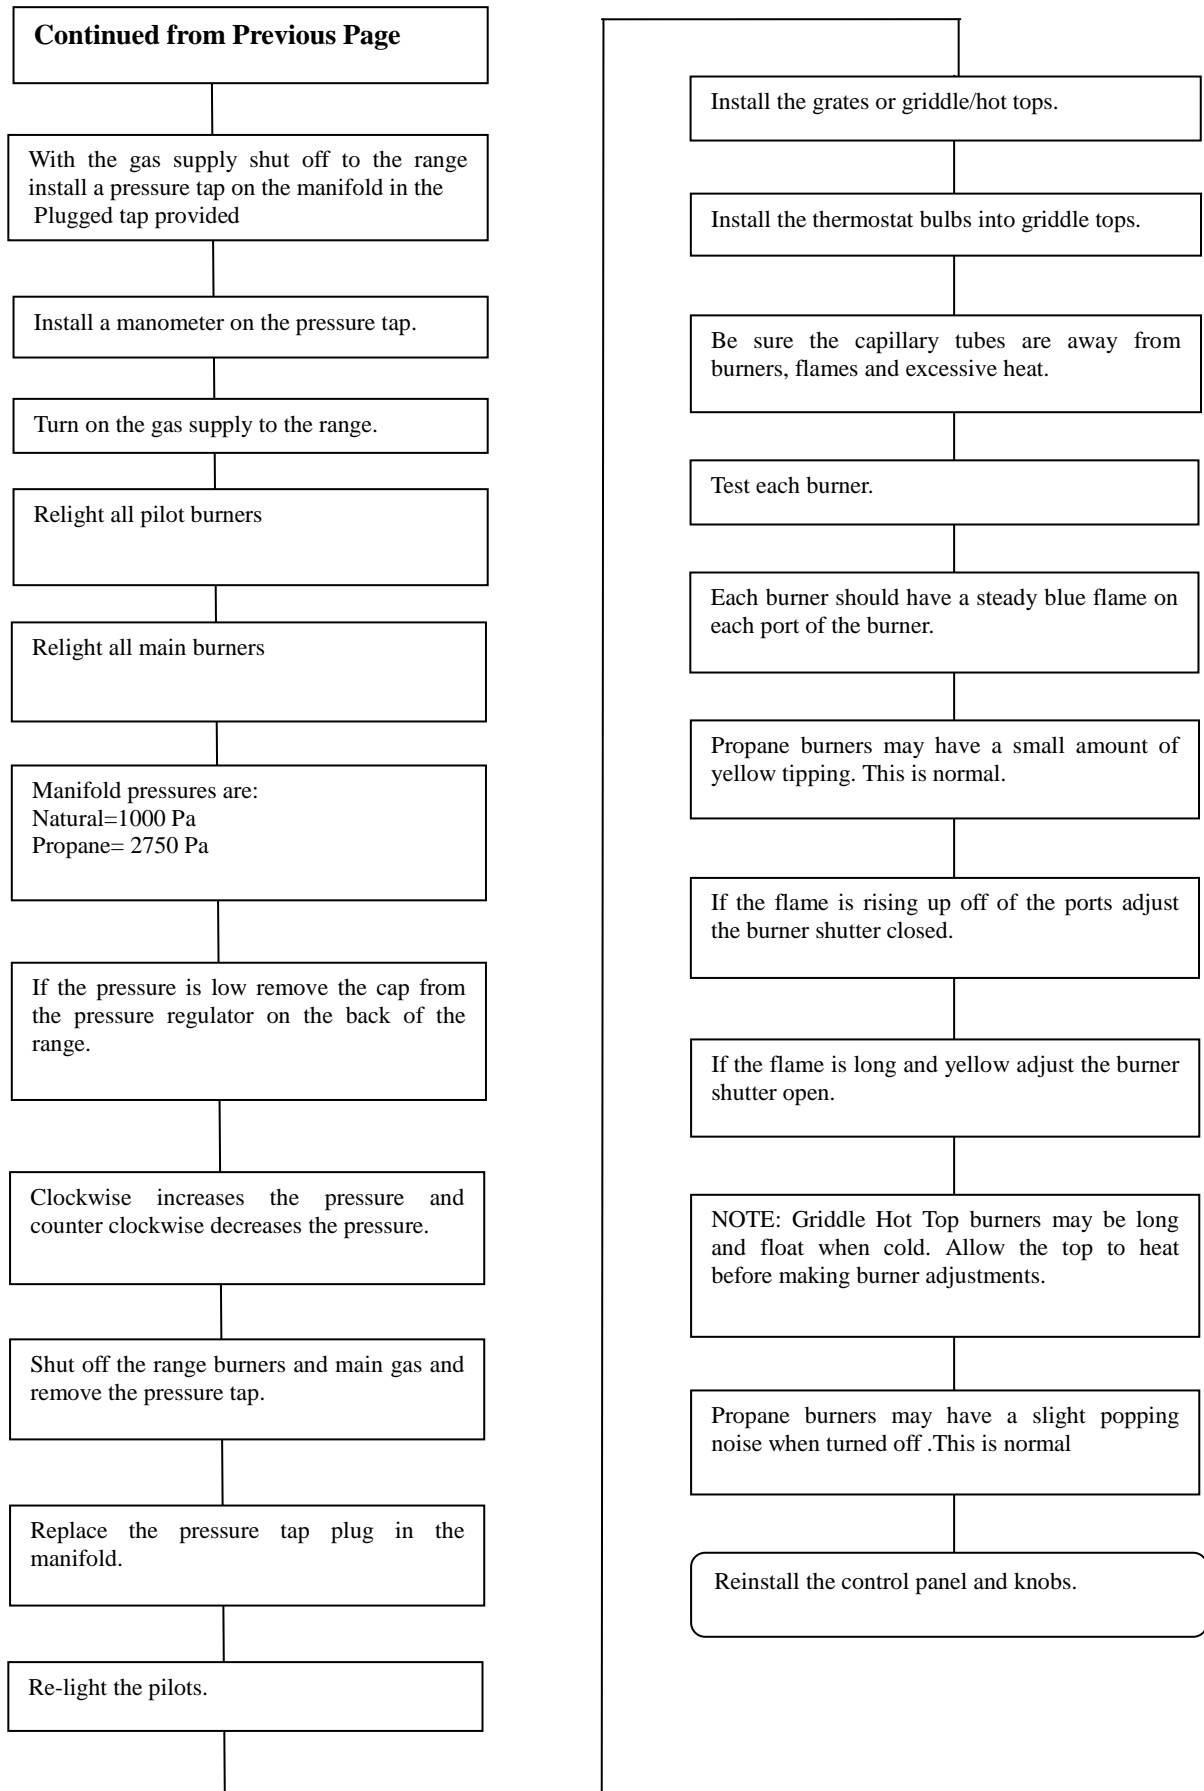 Continued from Previous Page
With the gas supply shut off to the range
install a pressure tap on the manifold in the
Plugged tap provided
Install a manometer on the pressure tap.
Turn on the gas supply to the range.
Relight all pilot burners
Relight all main burners
Manifold pressures are:
Natural=1000 Pa
Propane= 2750 Pa
If the pressure is low remove the cap from
the pressure regulator on the back of the
range.
Clockwise increases the pressure and
counter clockwise decreases the pressure.
Shut off the range burners and main gas and
remove the pressure tap.
Replace the pressure tap plug in the
manifold.
Re-light the pilots.
Install the grates or griddle/hot tops.
Install the thermostat bulbs into griddle tops.
Be sure the capillary tubes are away from
burners, flames and excessive heat.
Test each burner.
Each burner should have a steady blue flame on
each port of the burner.
Propane burners may have a small amount of
yellow tipping. This is normal.
If the flame is rising up off of the ports adjust
the burner shutter closed.
If the flame is long and yellow adjust the burner
shutter open.
NOTE: Griddle Hot Top burners may be long
and float when cold. Allow the top to heat
before making burner adjustments.
Propane burners may have a slight popping
noise when turned off .This is normal
Reinstall the control panel and knobs.